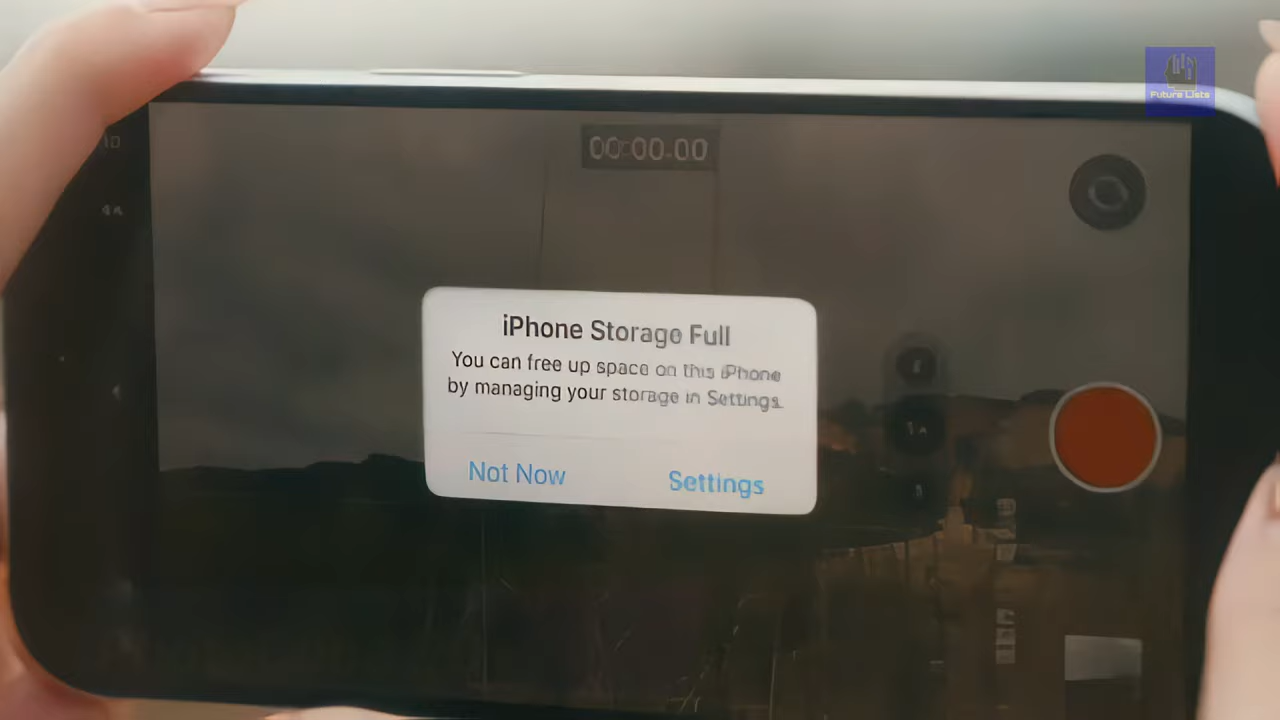 Future Lists
00:00.00
iPhone Storage Full
You can free up space on this iPhone
by managing your storage in Settings.
Not Now
Settings